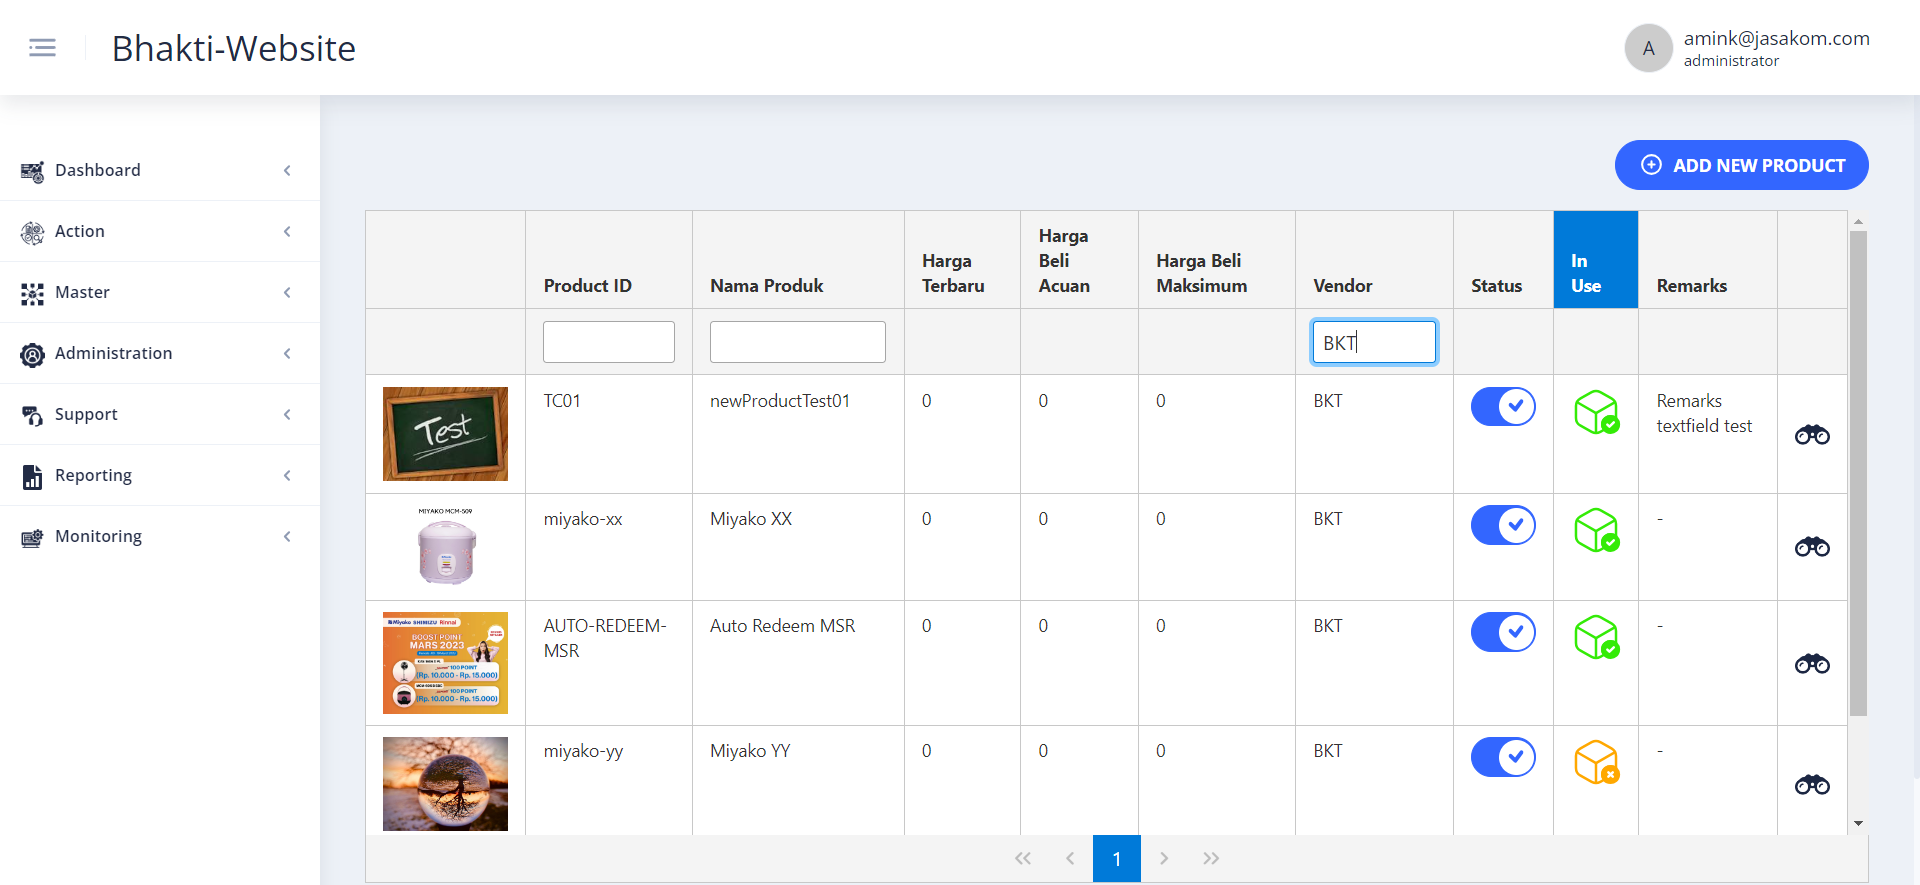 Bhakti-Website
A
amink@jasakom.com
administrator
Dashboard
Action
Master
Administration
Support
Reporting
Monitoring
ADD NEW PRODUCT
Product ID
Nama Produk
Harga
Terbaru
Harga
Beli
Acuan
Harga Beli
Maksimum
Vendor
Status
In
Use
Remarks
BKT
Test
TC01
newProductTest01
0
0
0
BKT
Remarks
textfield test
MIYAKO MCM-509
miyako-xx
Miyako XX
0
0
0
BKT
-
Miyako SHIMIZU Rinnai
BOOST POINT
MARS 2023
100 POINT
(Rp. 10.000 - Rp. 15.000)
100 POINT
(Rp. 10.000 - Rp. 15.000)
AUTO-REDEEM-
MSR
Auto Redeem MSR
0
0
0
BKT
-
miyako-yy
Miyako YY
0
0
0
BKT
-
1